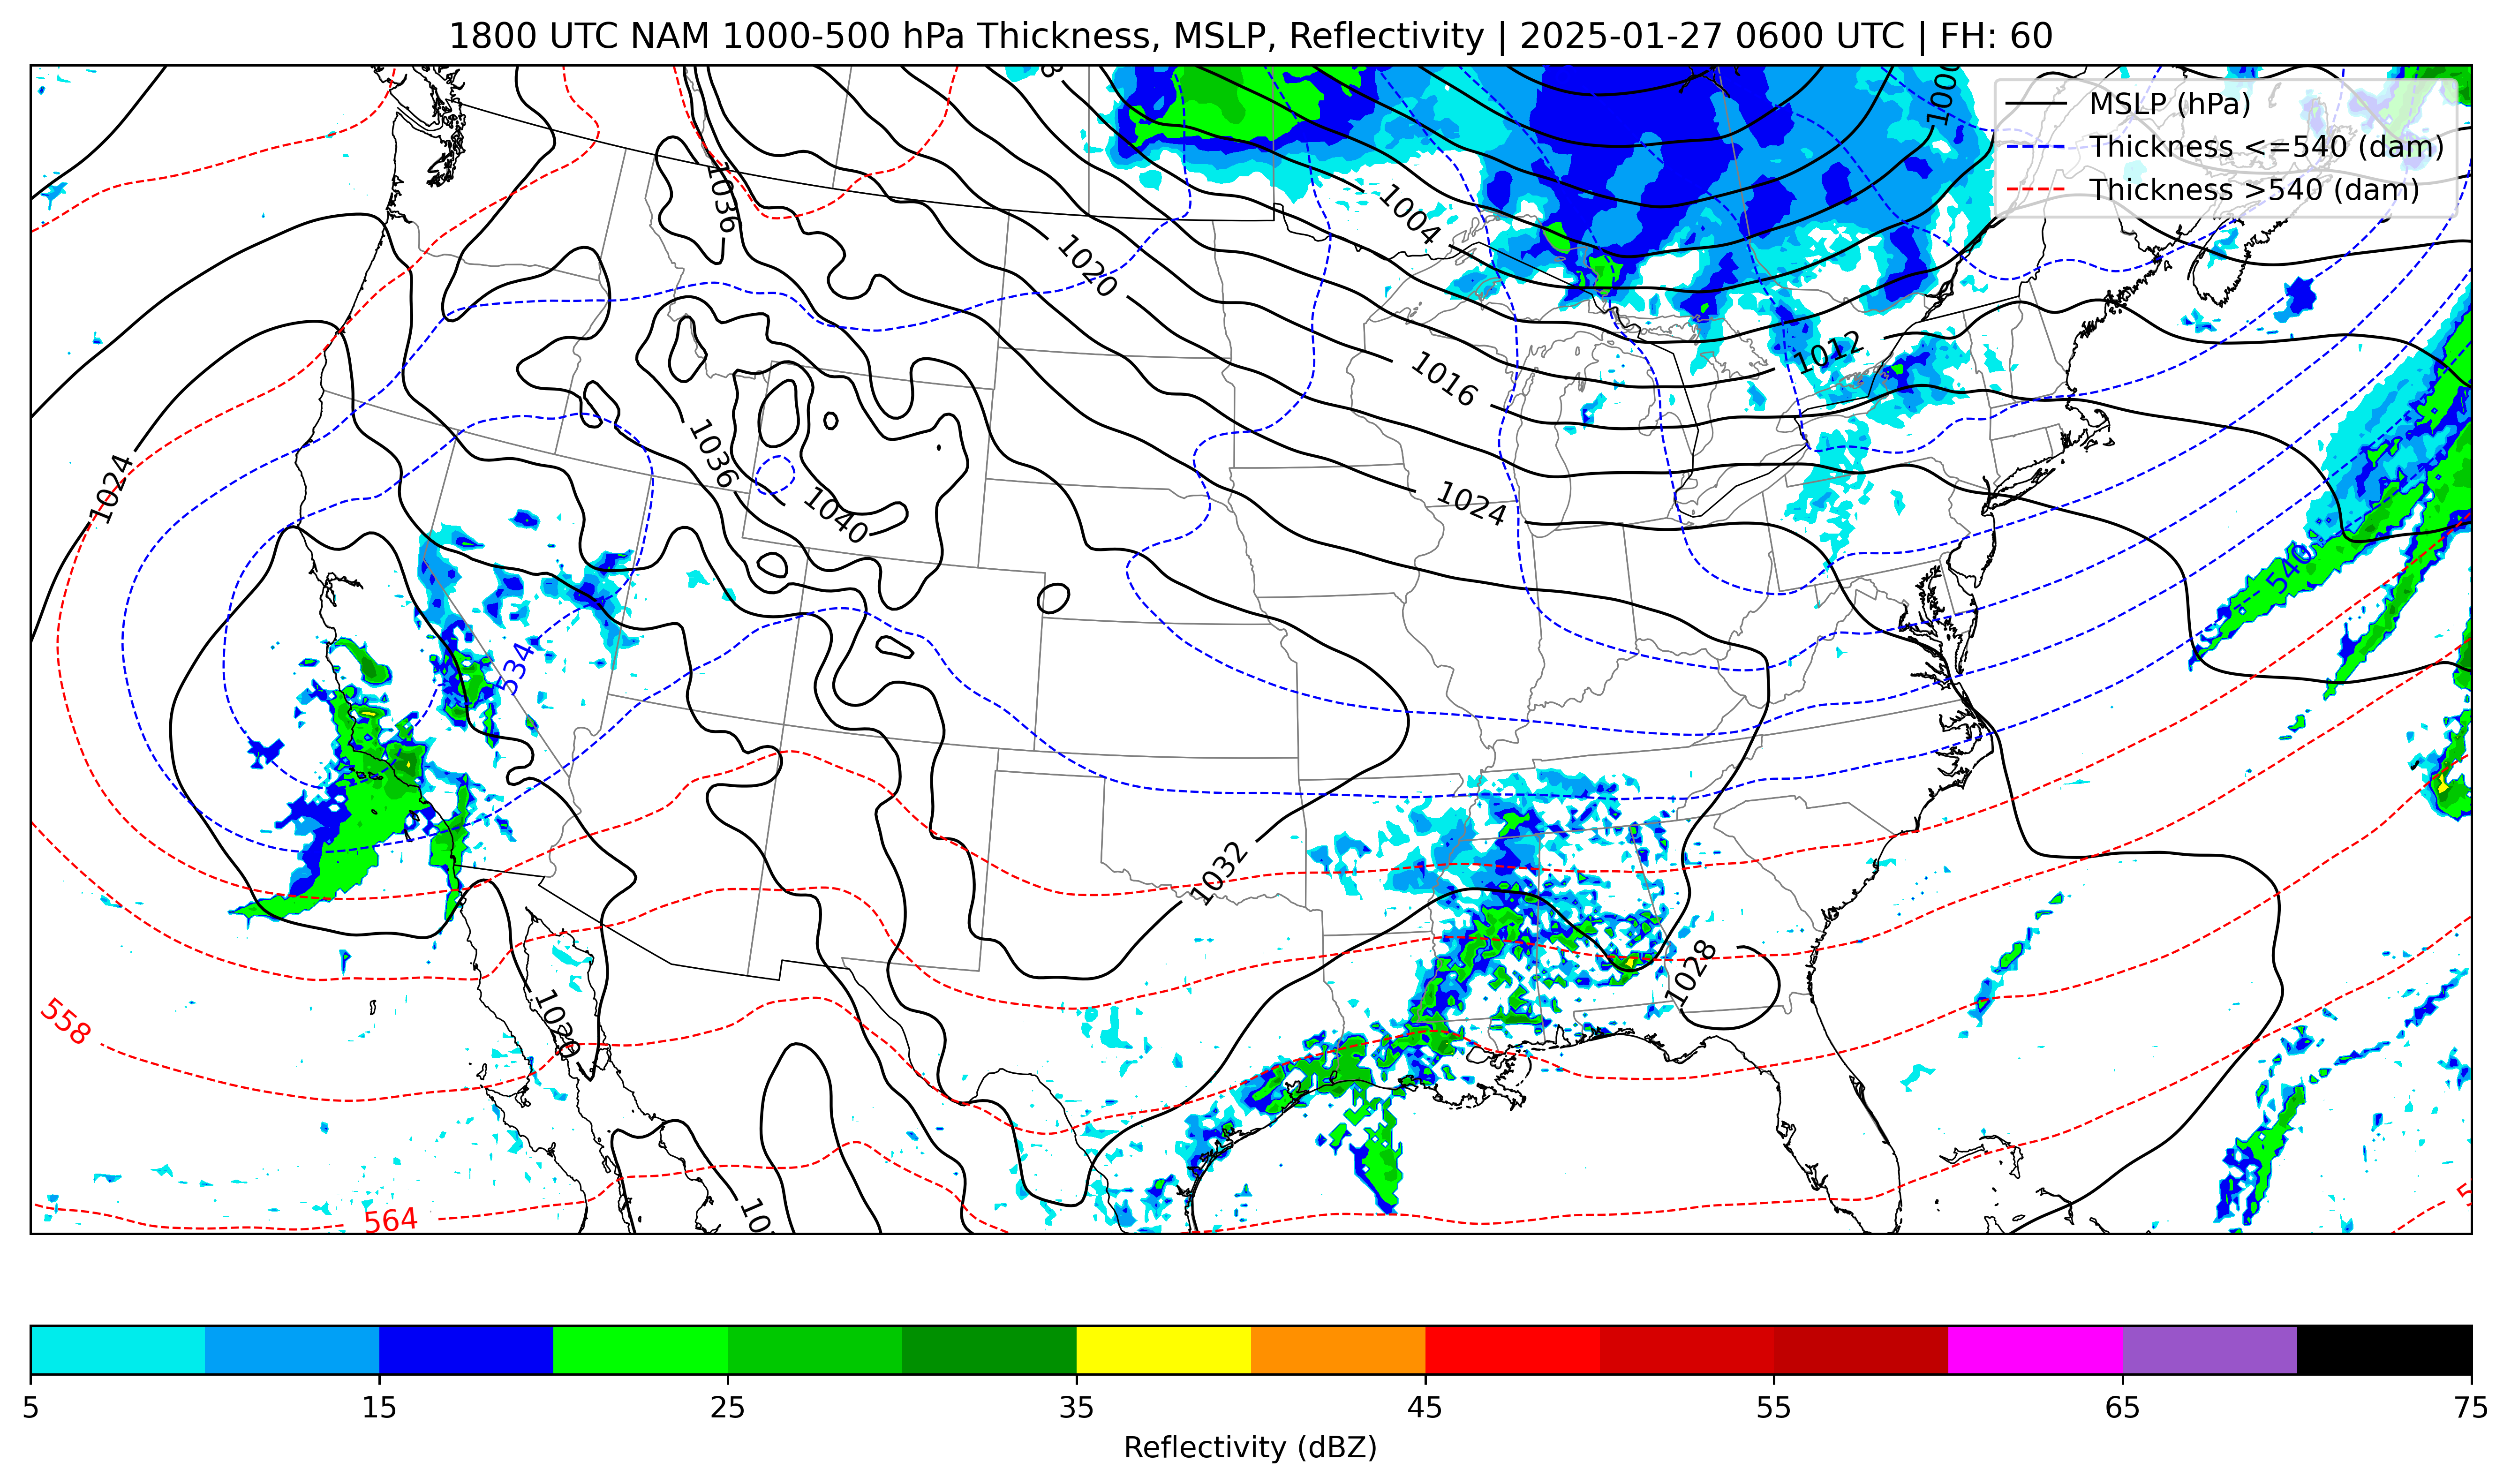 1800 UTC NAM 1000-500 hPa Thickness, MSLP, Reflectivity | 2025-01-27 0600 UTC | FH: 60
MSLP (hPa)
Thickness <=540 (dam)
Thickness >540 (dam)
1000
1036
1004
1020
1012
1016
1024
1036
1040
1024
540
534
1032
1028
1020
558
564
5 15 25 35 45 55 65 75
Reflectivity (dBZ)